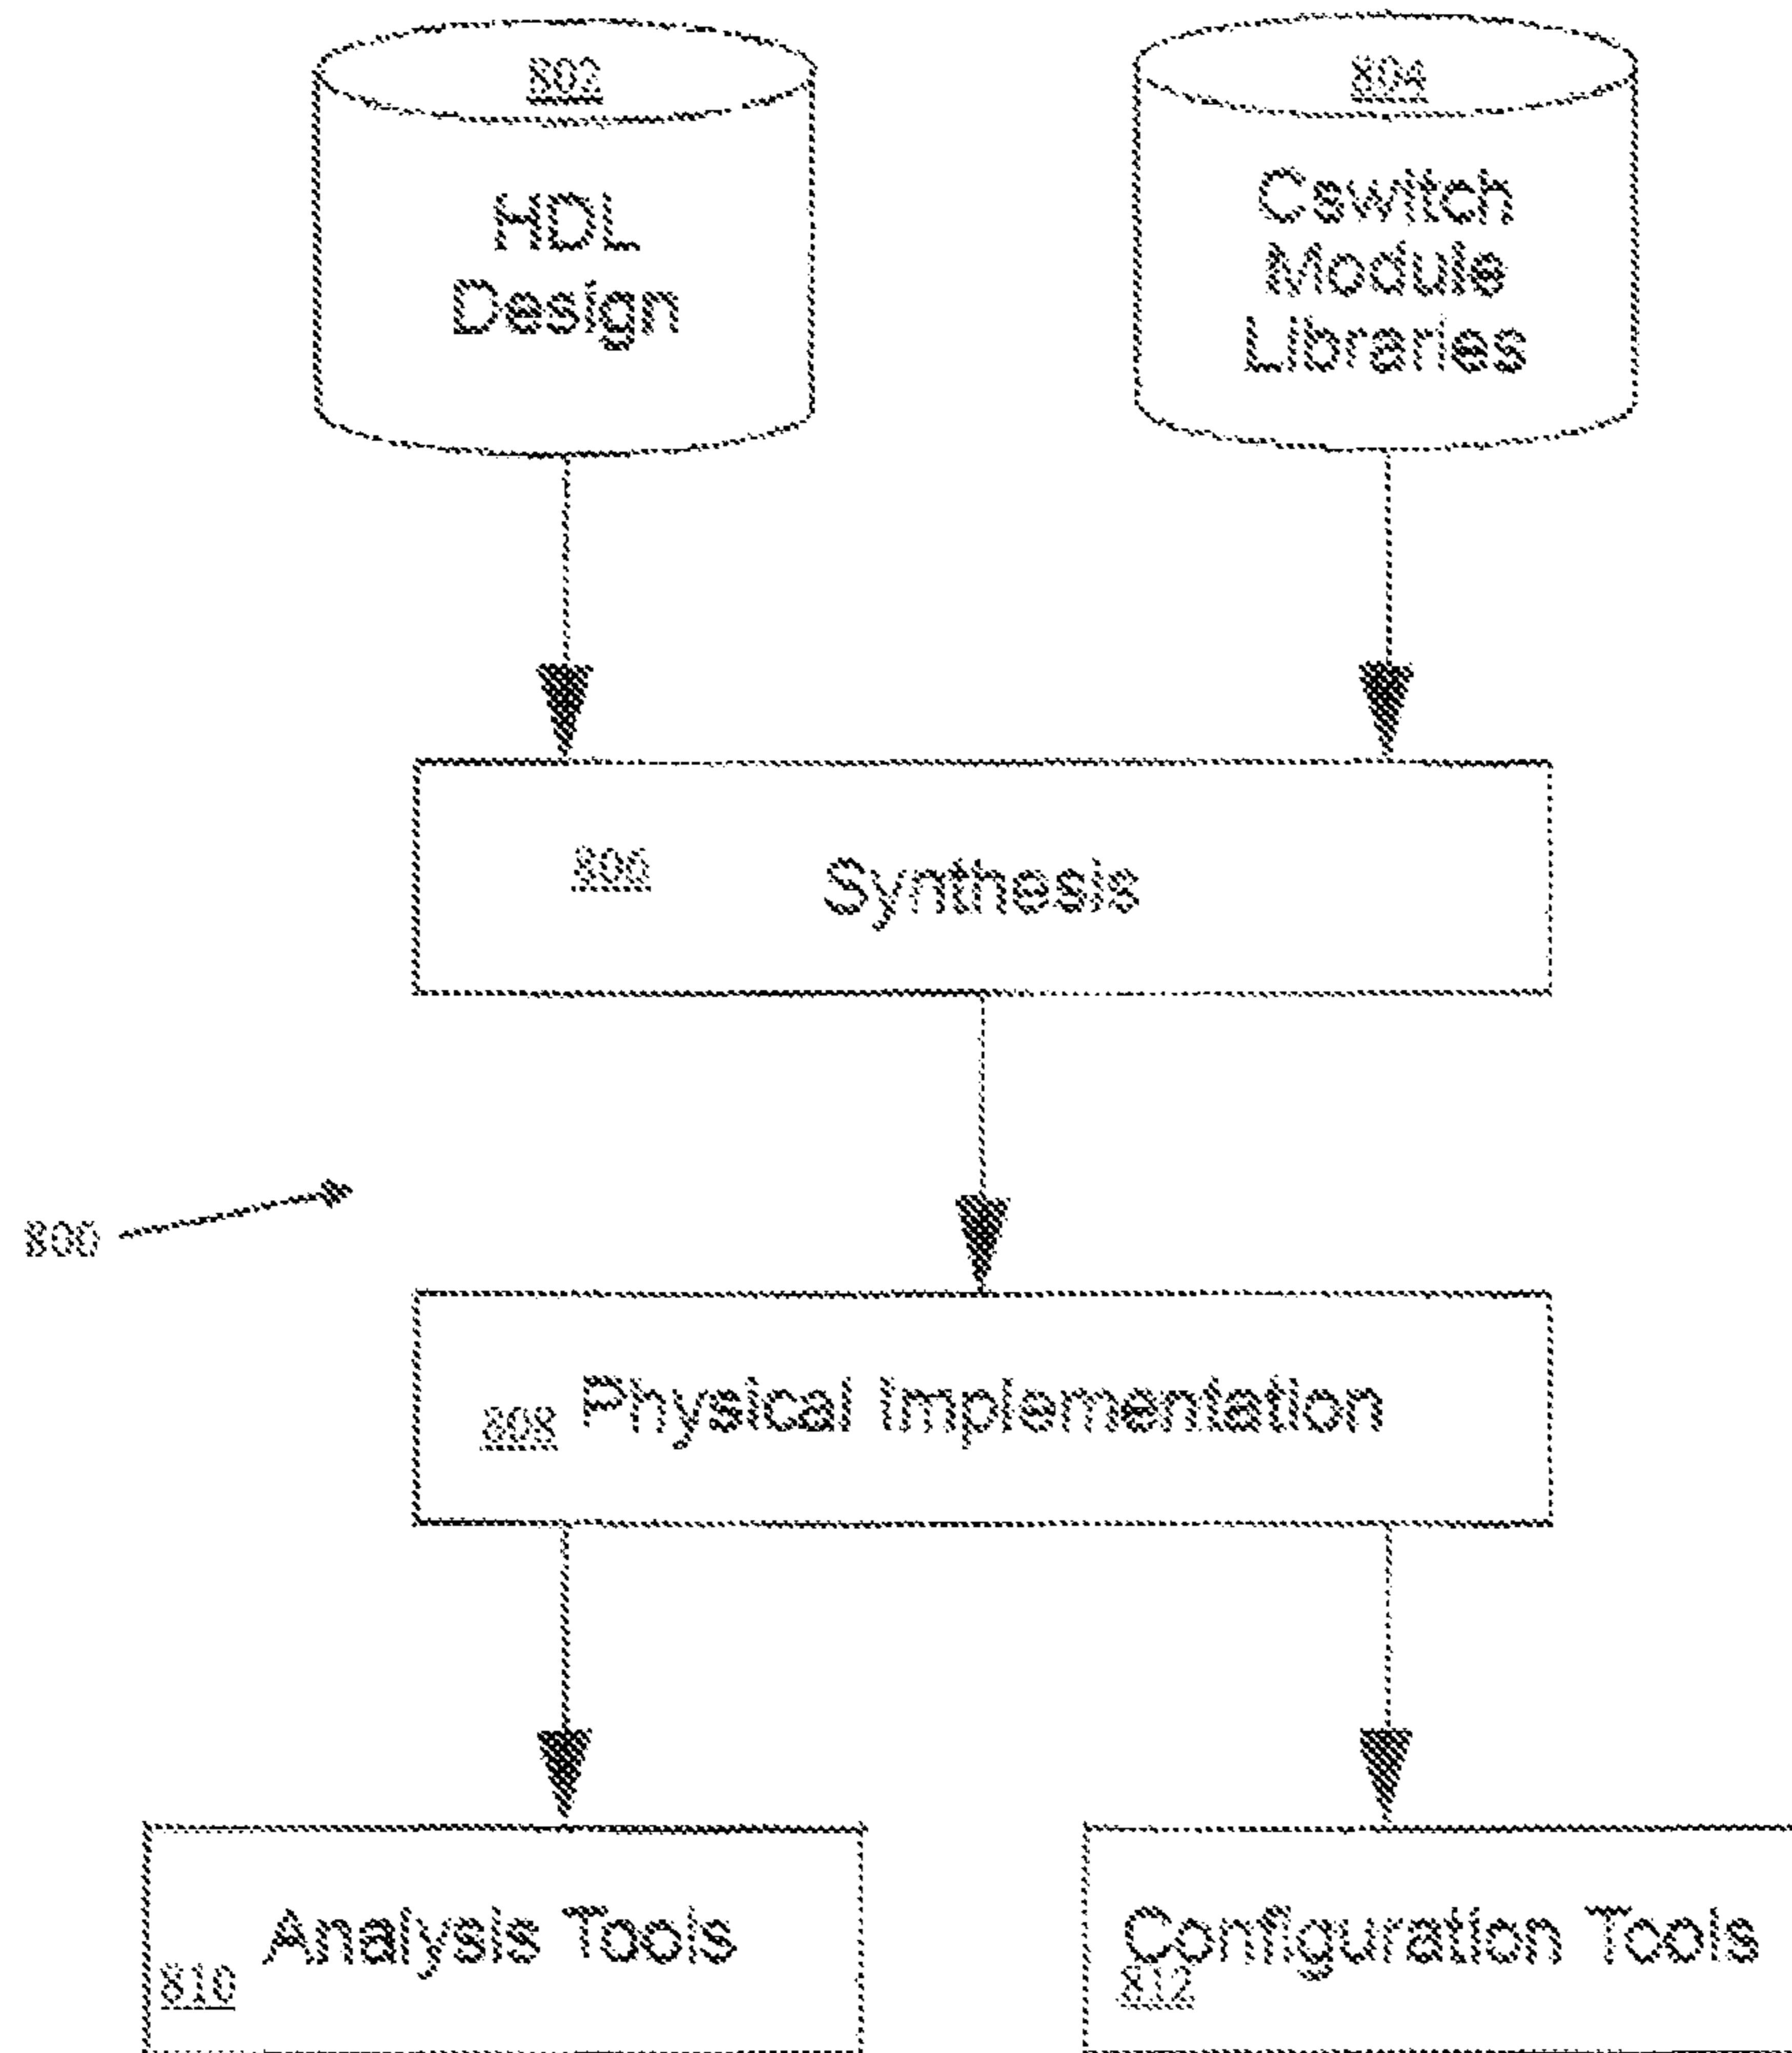 802
HDL
Design
804
Cswitch
Module
Libraries
806
Synthesis
800
808
Physical Implementation
Analysis Tools
810
Configuration Tools
812